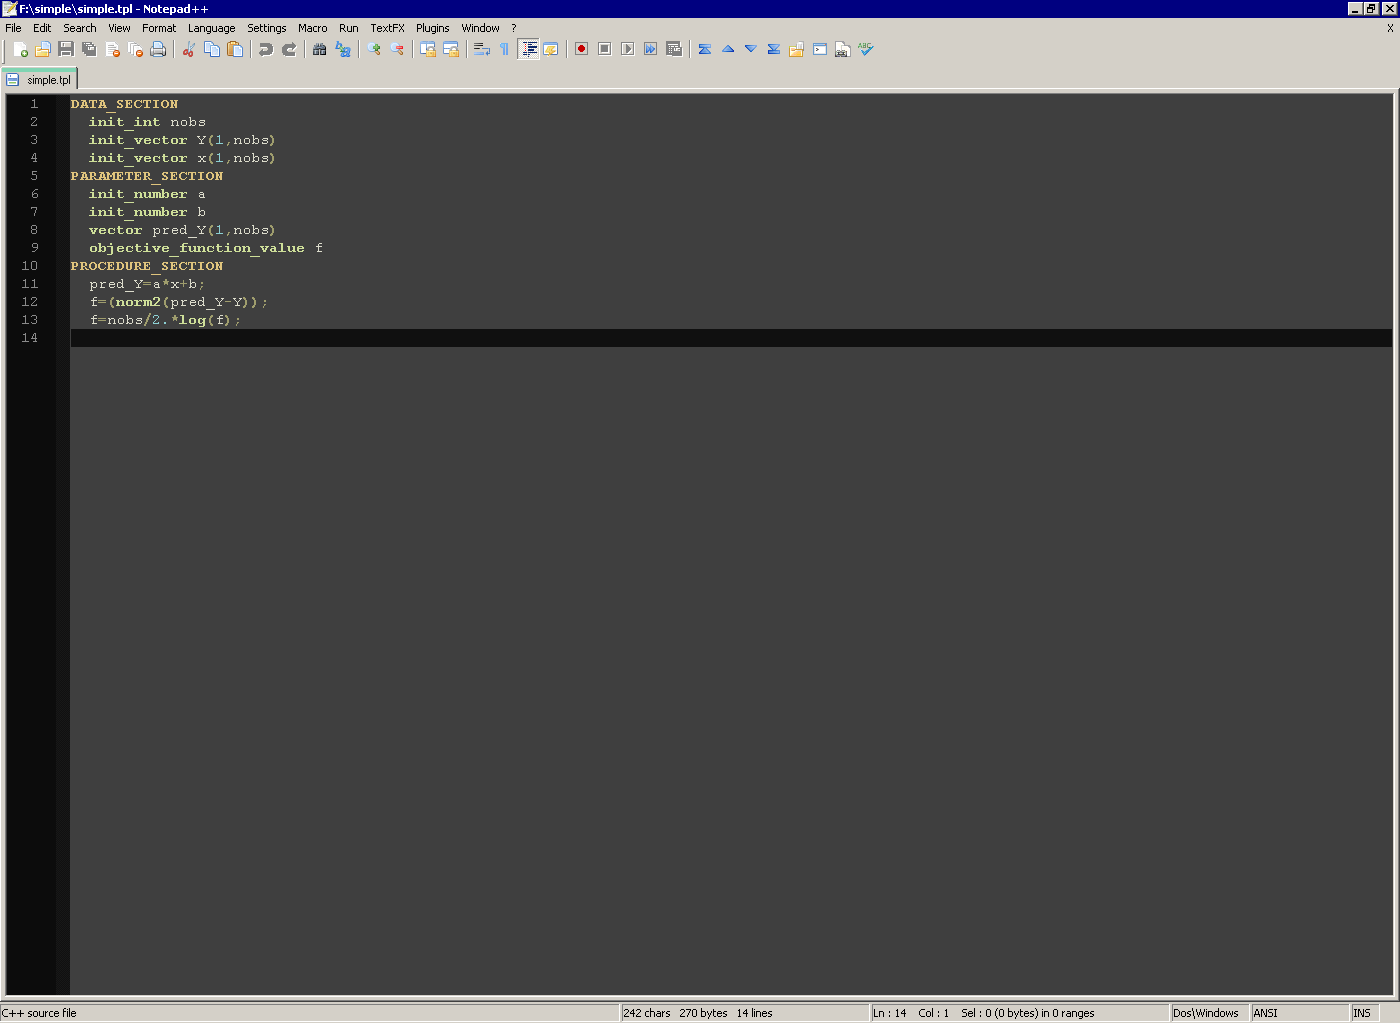 F:\simple\simple.tpl - Notepad++
File Edit Search View Format Language Settings Macro Run TextFX Plugins Window ? X
ABC
simple.tpl
1 DATA_SECTION
2 init_int nobs
3 init_vector Y(1,nobs)
4 init_vector x(1,nobs)
5 PARAMETER_SECTION
6 init_number a
7 init_number b
8 vector pred_Y(1,nobs)
9 objective_function_value f
10 PROCEDURE_SECTION
11 pred_Y=a*x+b;
12 f=(norm2(pred_Y-Y));
13 f=nobs/2.*log(f);
14
C++ source file 242 chars 270 bytes 14 lines Ln : 14 Col : 1 Sel : 0 (0 bytes) in 0 ranges Dos\Windows ANSI INS